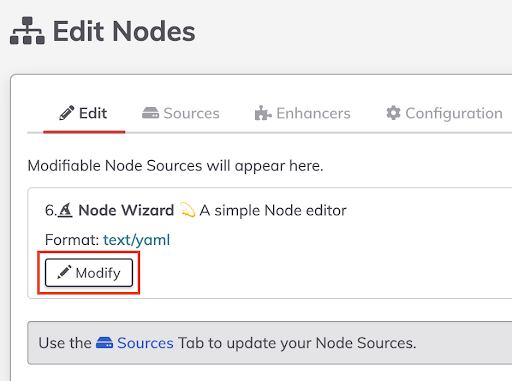 Edit Nodes
Edit Sources Enhancers Configuration
Modifiable Node Sources will appear here.
6. Node Wizard 💫 A simple Node editor
Format: text/yaml
Modify
Use the Sources Tab to update your Node Sources.